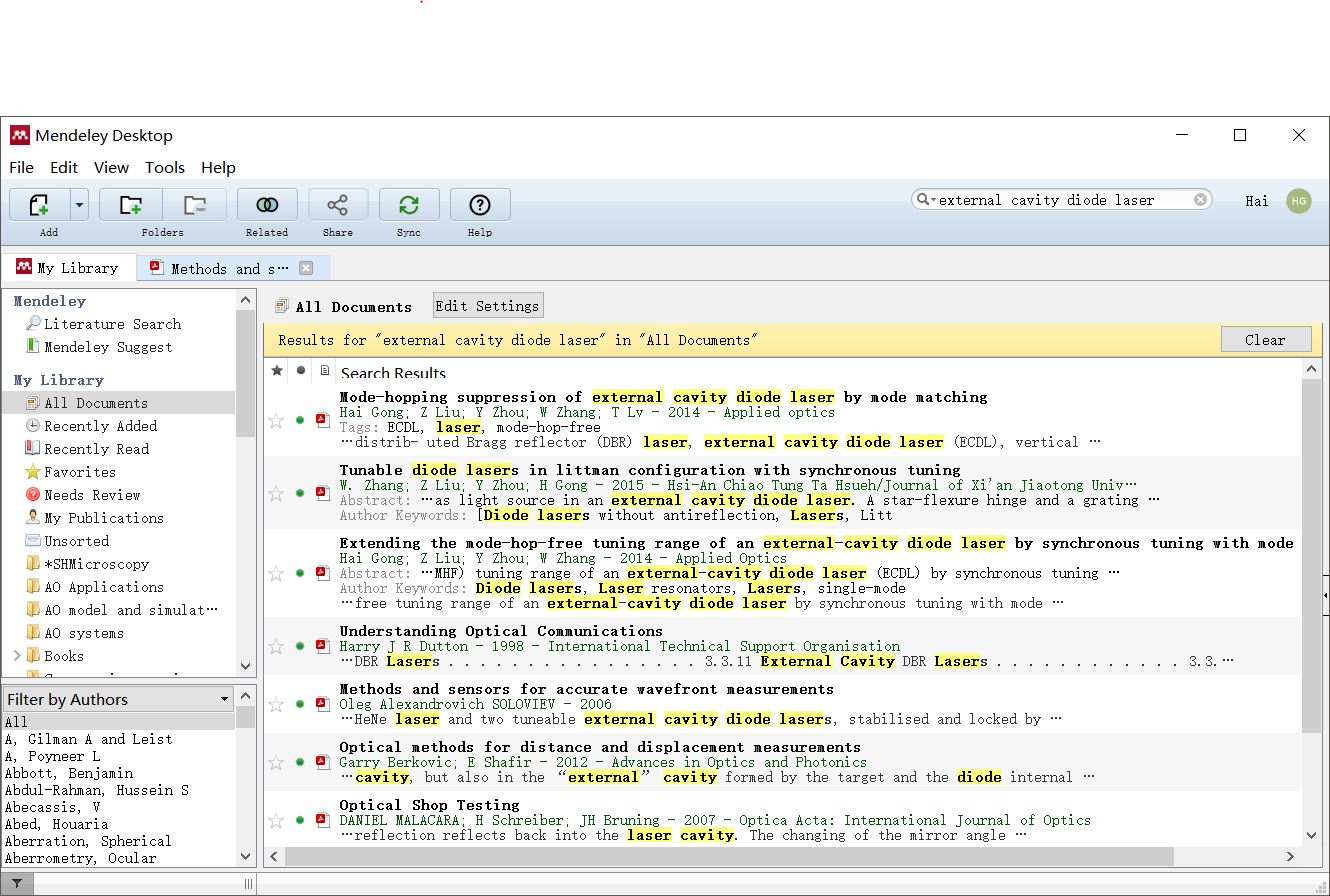 Mendeley Desktop
File Edit View Tools Help
external cavity diode laser
Hai HG
Add Folders Related Share Sync Help
My Library Methods and s…
Mendeley
Literature Search
Mendeley Suggest
My Library
All Documents
Recently Added
Recently Read
Favorites
Needs Review
My Publications
Unsorted
*SHMicroscopy
AO Applications
AO model and simulat…
AO systems
Books
Filter by Authors
All
A, Gilman A and Leist
A, Poyneer L
Abbott, Benjamin
Abdul-Rahman, Hussein S
Abecassis, V
Abed, Houaria
Aberration, Spherical
Aberrometry, Ocular
All Documents Edit Settings
Results for "external cavity diode laser" in "All Documents" Clear
Search Results
Mode-hopping suppression of external cavity diode laser by mode matching
Hai Gong; Z Liu; Y Zhou; W Zhang; T Lv - 2014 - Applied optics
Tags: ECDL, laser, mode-hop-free
…distrib- uted Bragg reflector (DBR) laser, external cavity diode laser (ECDL), vertical …
Tunable diode lasers in littman configuration with synchronous tuning
W. Zhang; Z Liu; Y Zhou; H Gong - 2015 - Hsi-An Chiao Tung Ta Hsueh/Journal of Xi'an Jiaotong Univ…
Abstract: …as light source in an external cavity diode laser. A star-flexure hinge and a grating …
Author Keywords: [Diode lasers without antireflection, Lasers, Litt
Extending the mode-hop-free tuning range of an external-cavity diode laser by synchronous tuning with mode
Hai Gong; Z Liu; Y Zhou; W Zhang - 2014 - Applied Optics
Abstract: …MHF) tuning range of an external-cavity diode laser (ECDL) by synchronous tuning …
Author Keywords: Diode lasers, Laser resonators, Lasers, single-mode
…free tuning range of an external-cavity diode laser by synchronous tuning with mode …
Understanding Optical Communications
Harry J R Dutton - 1998 - International Technical Support Organisation
…DBR Lasers . . . . . . . . . . . . . . . . 3.3.11 External Cavity DBR Lasers . . . . . . . . . . . . 3.3.…
Methods and sensors for accurate wavefront measurements
Oleg Alexandrovich SOLOVIEV - 2006
…HeNe laser and two tuneable external cavity diode lasers, stabilised and locked by …
Optical methods for distance and displacement measurements
Garry Berkovic; E Shafir - 2012 - Advances in Optics and Photonics
…cavity, but also in the “external” cavity formed by the target and the diode internal …
Optical Shop Testing
DANIEL MALACARA; H Schreiber; JH Bruning - 2007 - Optica Acta: International Journal of Optics
…reflection reflects back into the laser cavity. The changing of the mirror angle …